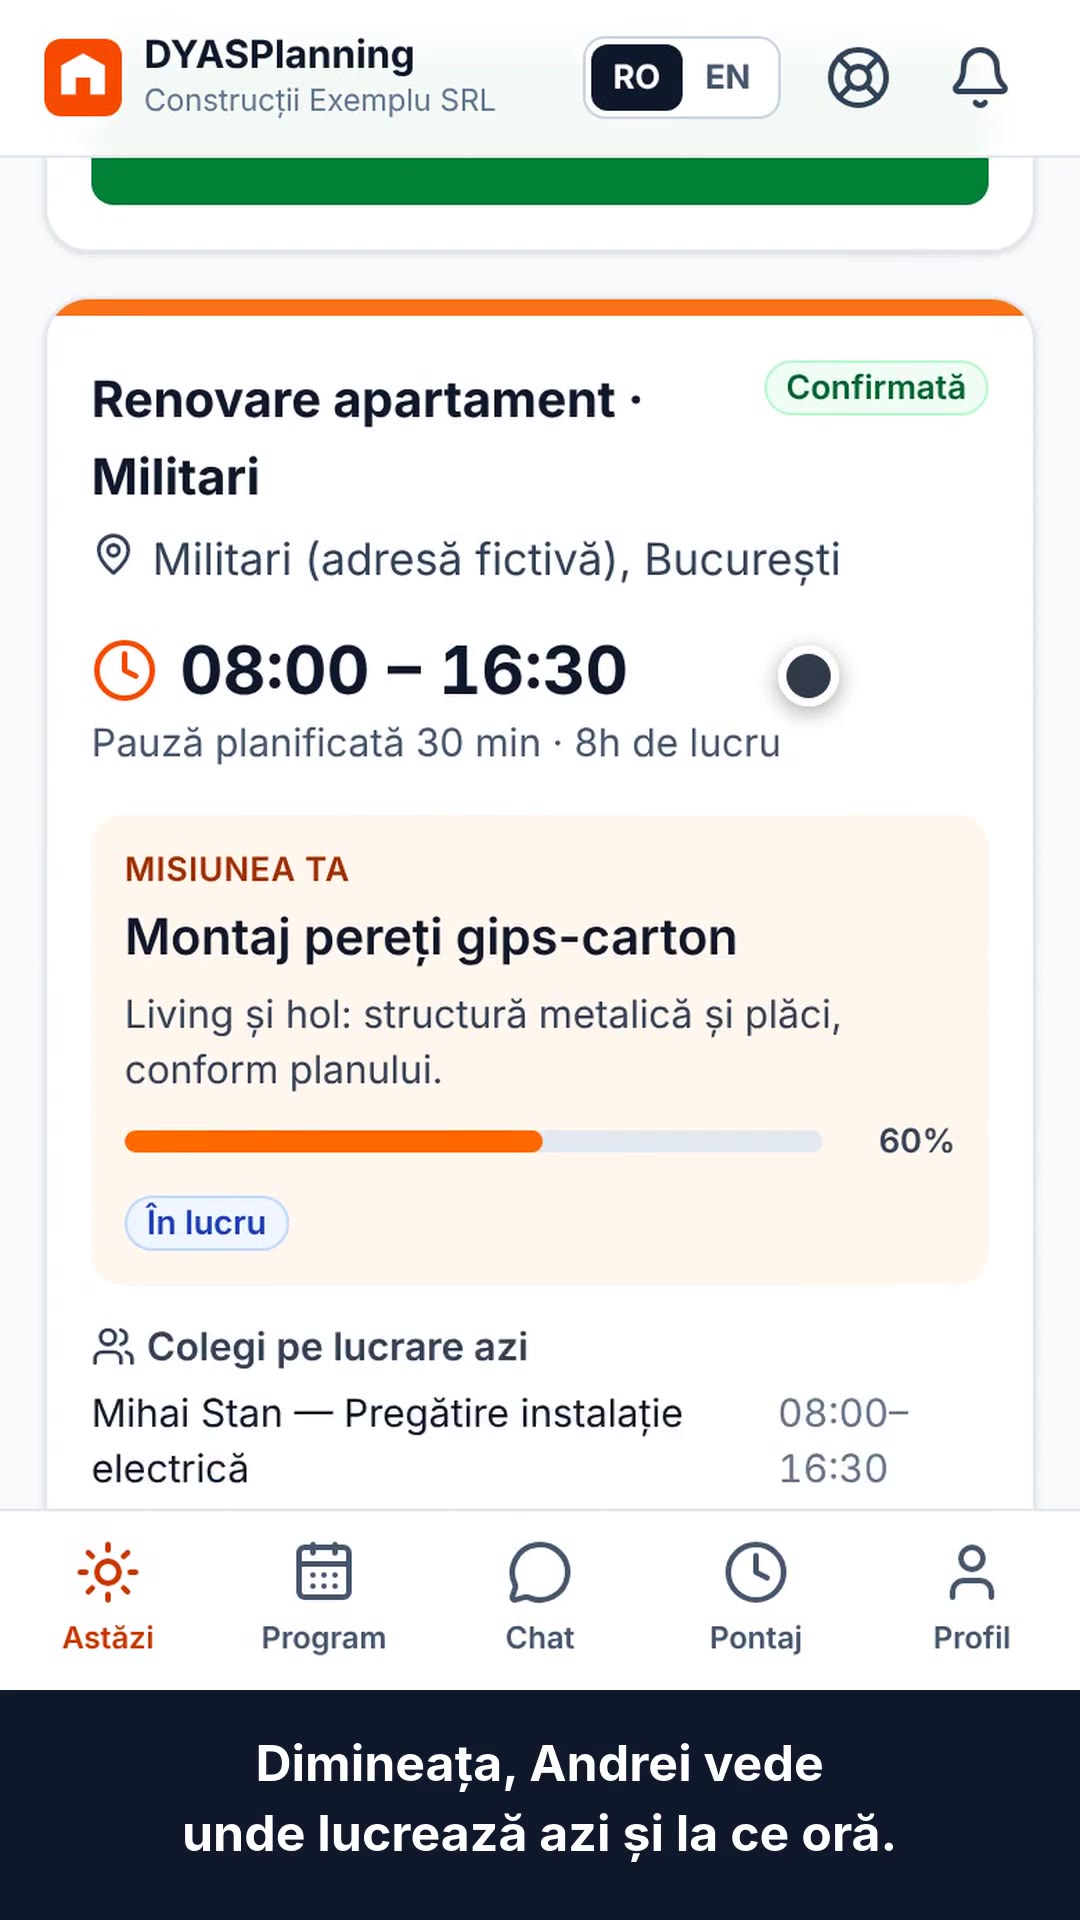 DYASPlanning
Construcții Exemplu SRL
RO EN
Renovare apartament ·
Militari
Confirmată
Militari (adresă fictivă), București
08:00 – 16:30
Pauză planificată 30 min · 8h de lucru
MISIUNEA TA
Montaj pereți gips-carton
Living și hol: structură metalică și plăci,
conform planului.
60%
În lucru
Colegi pe lucrare azi
Mihai Stan — Pregătire instalație
electrică
08:00–
16:30
Astăzi Program Chat Pontaj Profil
Dimineața, Andrei vede
unde lucrează azi și la ce oră.